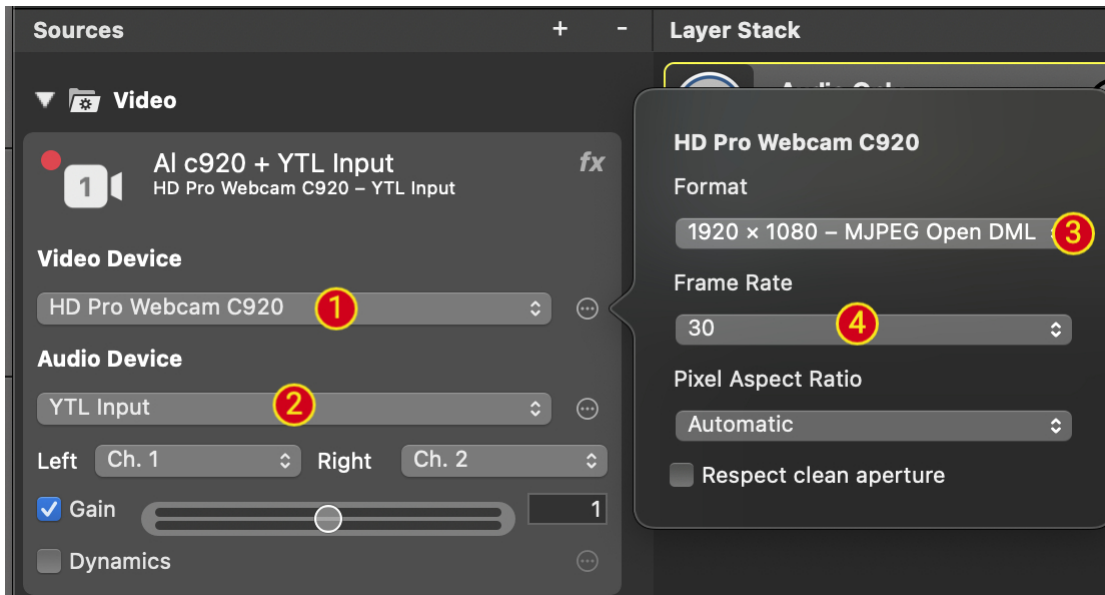 Sources + -
Video
1
Al c920 + YTL Input
fx
HD Pro Webcam C920 – YTL Input
Video Device
HD Pro Webcam C920
1
Audio Device
YTL Input
2
Left Ch. 1 Right Ch. 2
Gain 1
Dynamics
Layer Stack
HD Pro Webcam C920
Format
1920 × 1080 – MJPEG Open DML
3
Frame Rate
30
4
Pixel Aspect Ratio
Automatic
Respect clean aperture